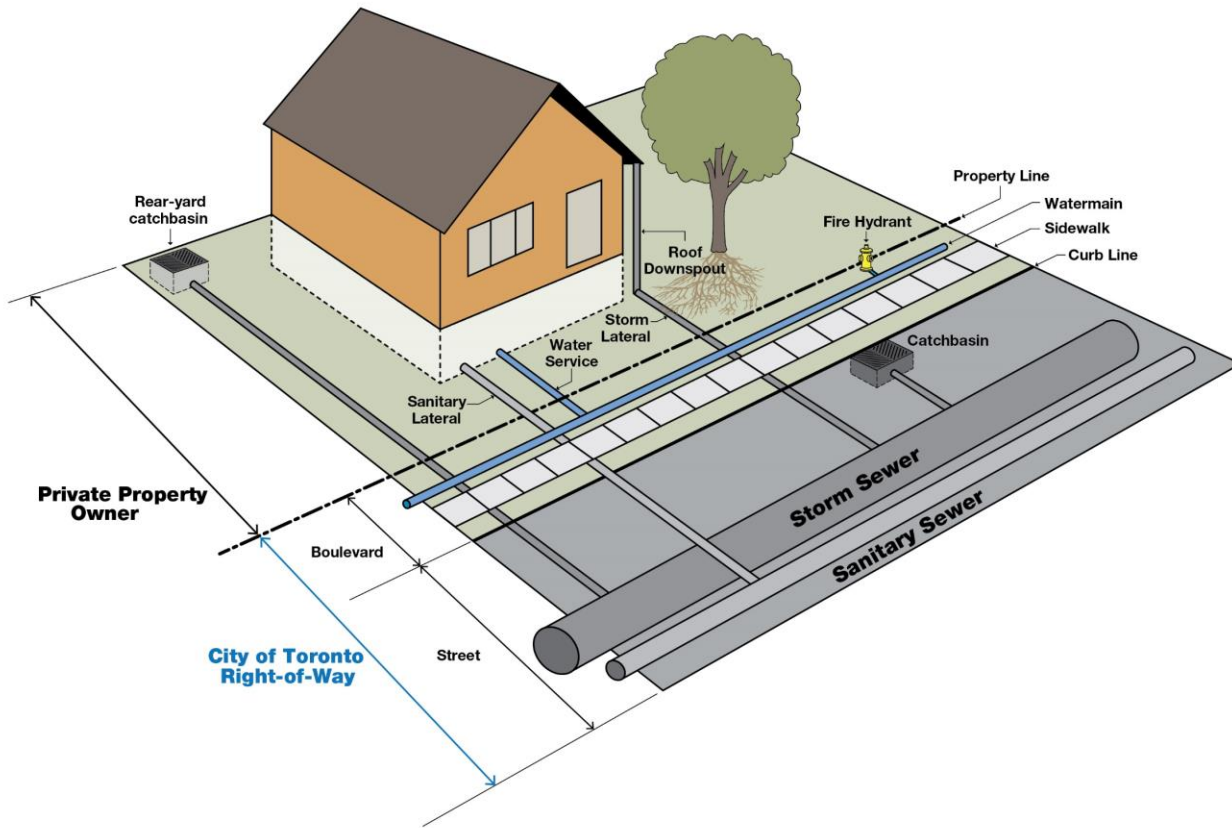 Rear-yard
catchbasin
Property Line
Watermain
Fire Hydrant
Sidewalk
Curb Line
Roof
Downspout
Storm
Lateral
Water
Service
Catchbasin
Sanitary
Lateral
Storm Sewer
Sanitary Sewer
Private Property
Owner
Boulevard
City of Toronto
Right-of-Way
Street